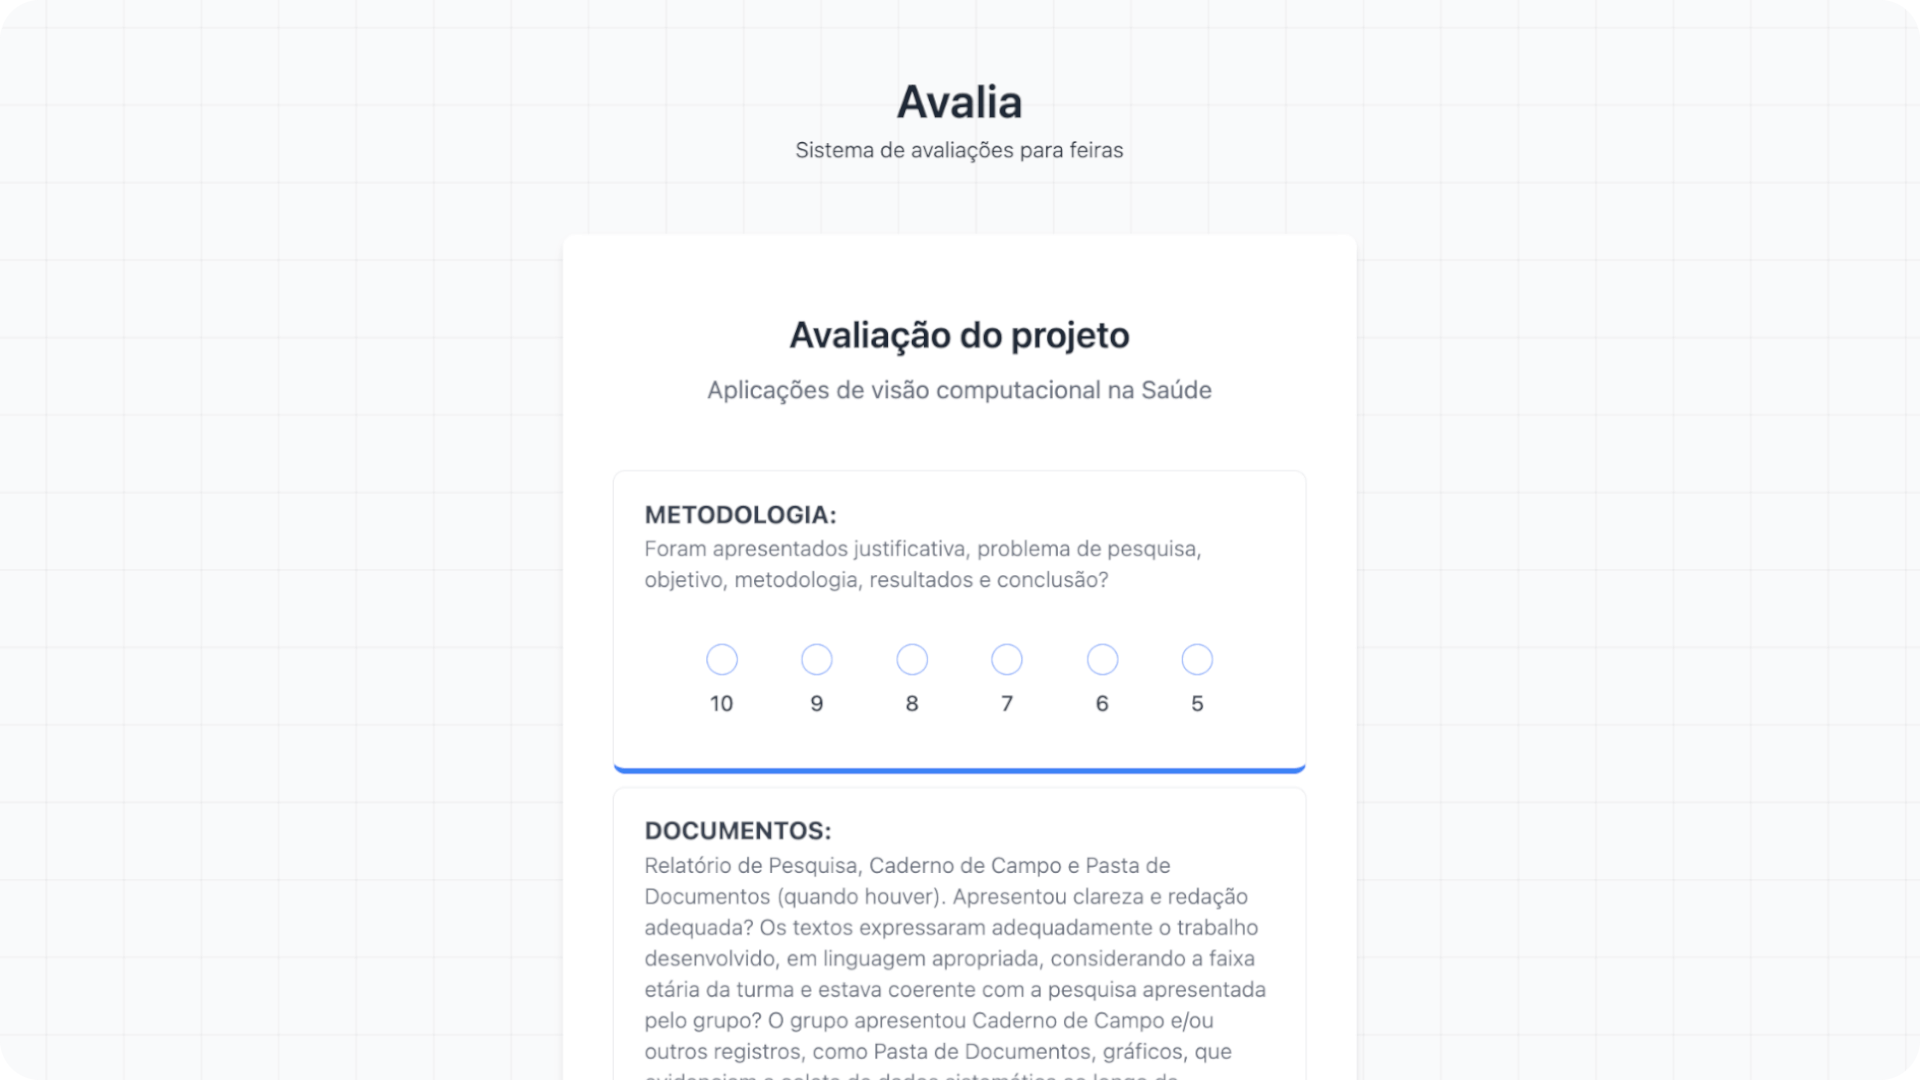 Avalia
Sistema de avaliações para feiras
Avaliação do projeto
Aplicações de visão computacional na Saúde
METODOLOGIA:
Foram apresentados justificativa, problema de pesquisa,
objetivo, metodologia, resultados e conclusão?
10 9 8 7 6 5
DOCUMENTOS:
Relatório de Pesquisa, Caderno de Campo e Pasta de
Documentos (quando houver). Apresentou clareza e redação
adequada? Os textos expressaram adequadamente o trabalho
desenvolvido, em linguagem apropriada, considerando a faixa
etária da turma e estava coerente com a pesquisa apresentada
pelo grupo? O grupo apresentou Caderno de Campo e/ou
outros registros, como Pasta de Documentos, gráficos, que